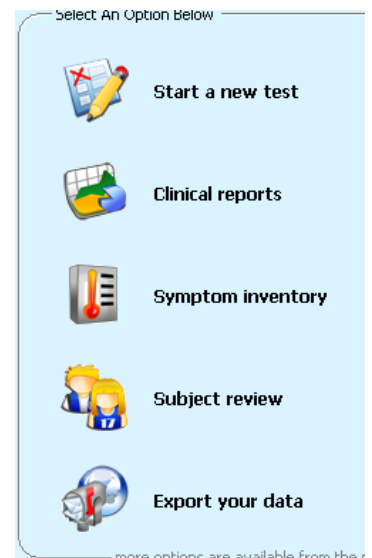 Select An Option Below
Start a new test
Clinical reports
Symptom inventory
Subject review
17
Export your data
more options are available from the